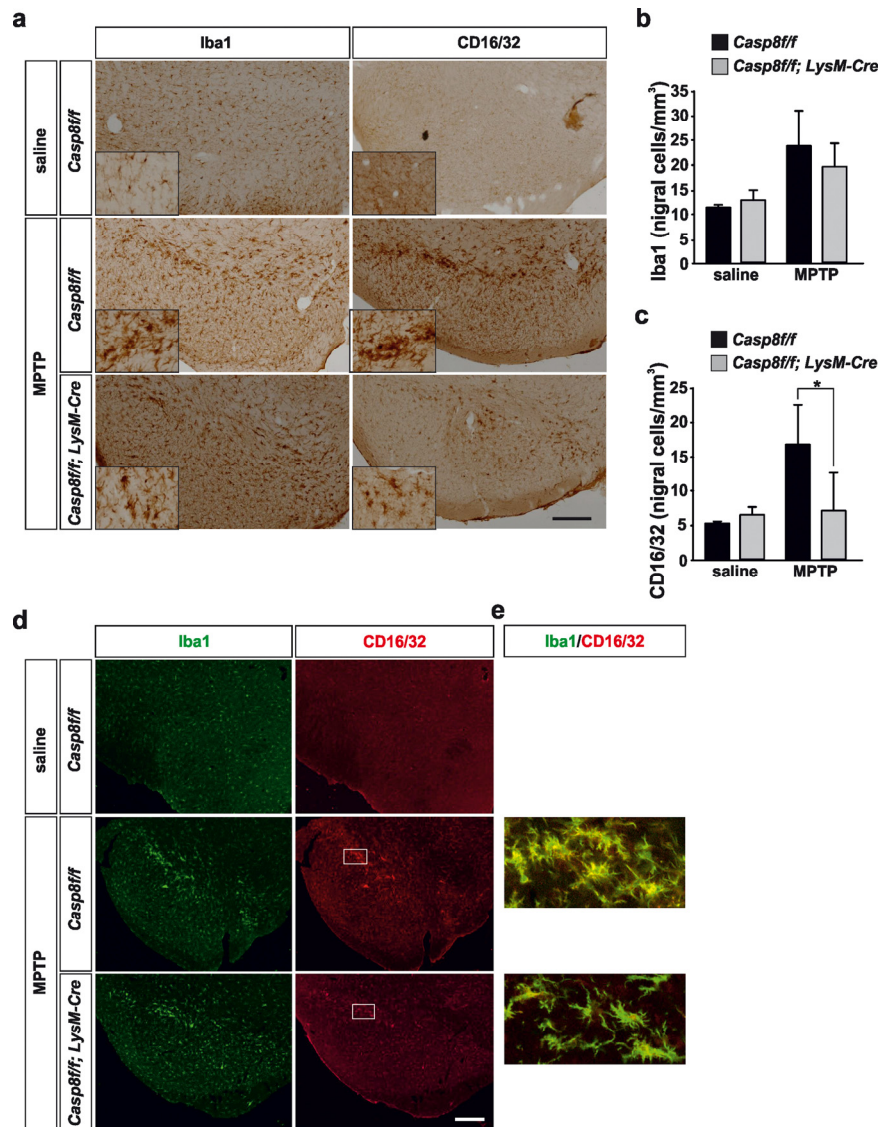 a
Iba1
CD16/32
saline
Casp8f/f
MPTP
Casp8f/f
Casp8f/f; LysM-Cre
b
Casp8f/f
Casp8f/f; LysM-Cre
Iba1 (nigral cells/mm³)
35
30
25
20
15
10
5
0
saline
MPTP
c
Casp8f/f
Casp8f/f; LysM-Cre
CD16/32 (nigral cells/mm³)
25
20
15
10
5
0
*
saline
MPTP
d
Iba1
CD16/32
saline
Casp8f/f
MPTP
Casp8f/f
Casp8f/f; LysM-Cre
e
Iba1/CD16/32